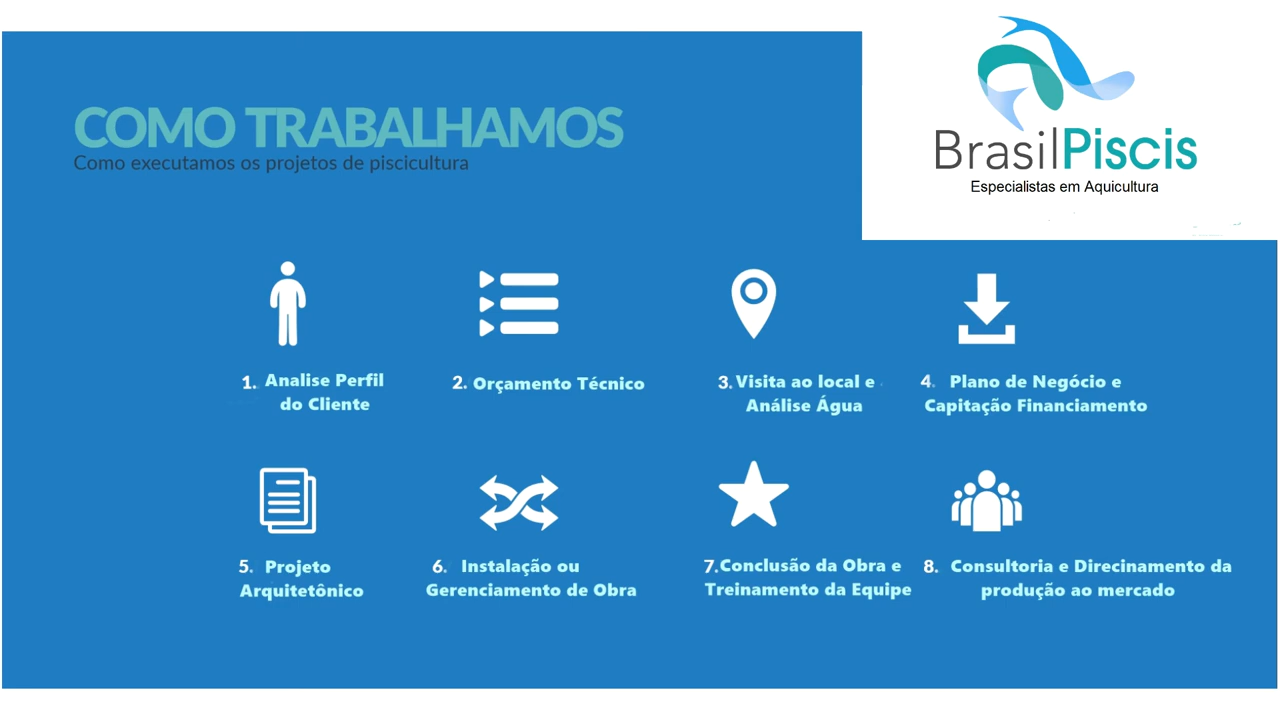 COMO TRABALHAMOS
Como executamos os projetos de piscicultura
BrasilPiscis
Especialistas em Aquicultura
1. Analise Perfil
do Cliente
2. Orçamento Técnico
3. Visita ao local e
Análise Água
4. Plano de Negócio e
Capitação Financiamento
5. Projeto
Arquitetônico
6. Instalação ou
Gerenciamento de Obra
7. Conclusão da Obra e
Treinamento da Equipe
8. Consultoria e Direcinamento da
produção ao mercado